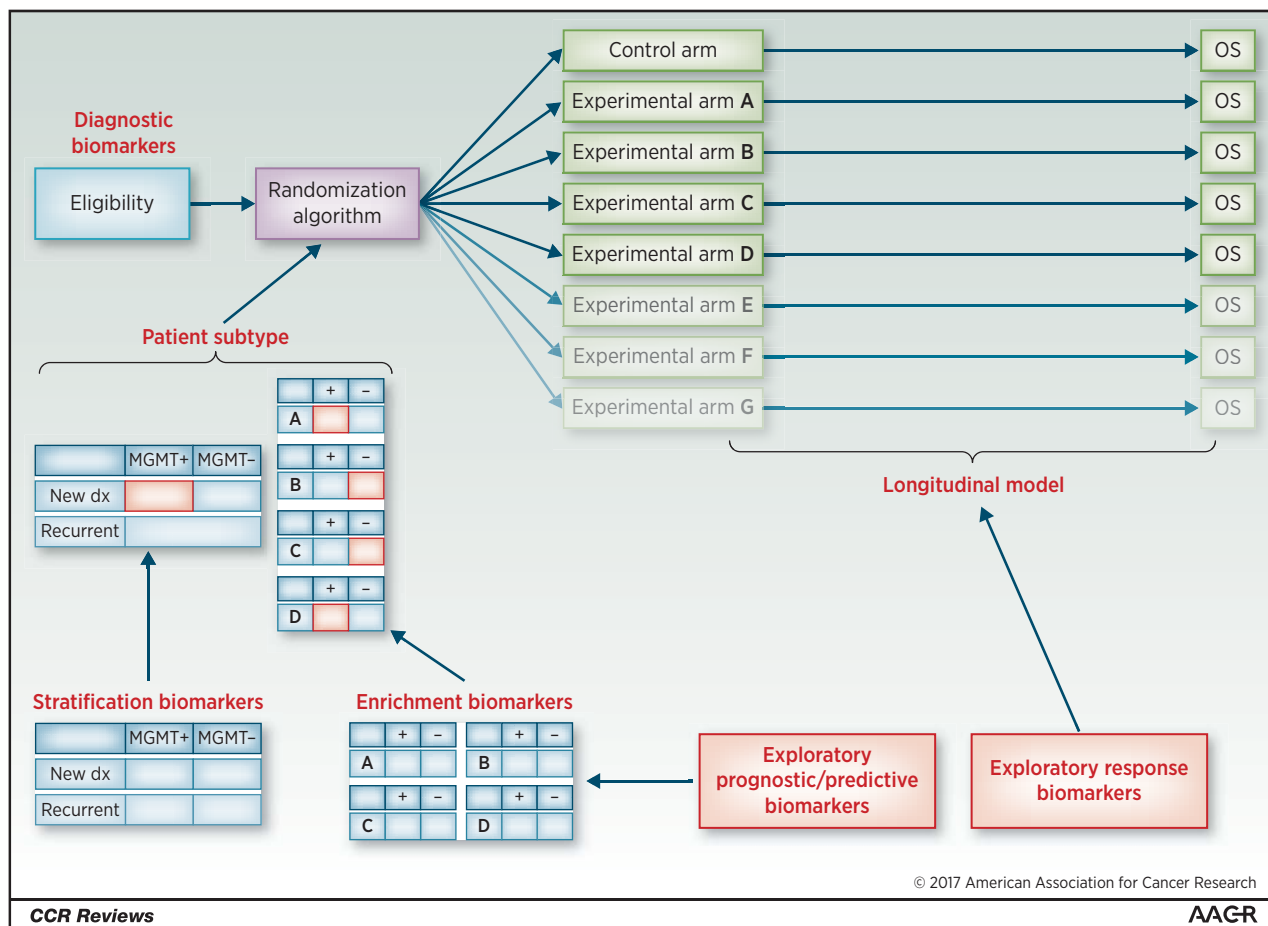 Control arm
OS
Experimental arm A
OS
Experimental arm B
OS
Experimental arm C
OS
Experimental arm D
OS
Experimental arm E
OS
Experimental arm F
OS
Experimental arm G
OS
Diagnostic
biomarkers
Eligibility
Randomization
algorithm
Patient subtype
MGMT+ MGMT–
New dx
Recurrent
+ –
A
+ –
B
+ –
C
+ –
D
Longitudinal model
Stratification biomarkers
MGMT+ MGMT–
New dx
Recurrent
Enrichment biomarkers
+ –
A
+ –
B
+ –
C
+ –
D
Exploratory
prognostic/predictive
biomarkers
Exploratory response
biomarkers
© 2017 American Association for Cancer Research
CCR Reviews
AACR